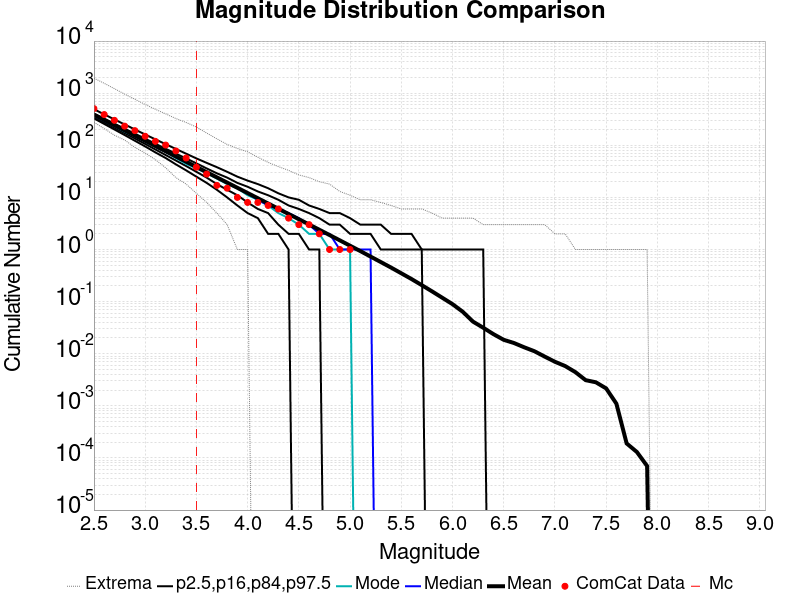 Magnitude Distribution Comparison
10^4
10^3
10^2
10^1
10^0
10^-1
10^-2
10^-3
10^-4
10^-5
Cumulative Number
2.5 3.0 3.5 4.0 4.5 5.0 5.5 6.0 6.5 7.0 7.5 8.0 8.5 9.0
Magnitude
Extrema p2.5,p16,p84,p97.5 Mode Median Mean ComCat Data Mc